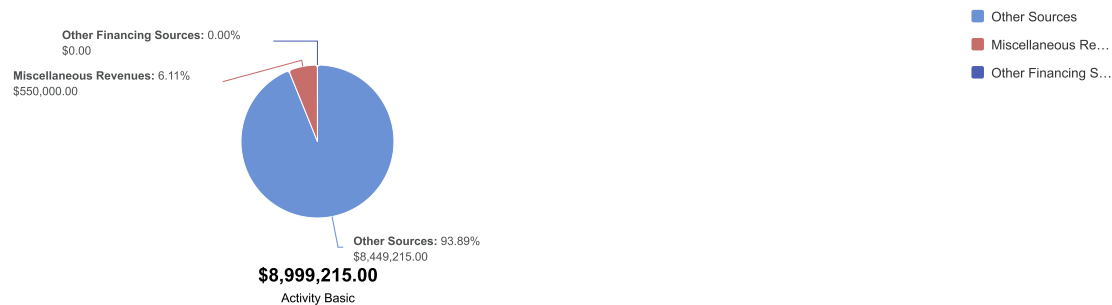 Other Financing Sources: 0.00%
$0.00
Miscellaneous Revenues: 6.11%
$550,000.00
Other Sources: 93.89%
$8,449,215.00
$8,999,215.00
Activity Basic
Other Sources
Miscellaneous Re…
Other Financing S…